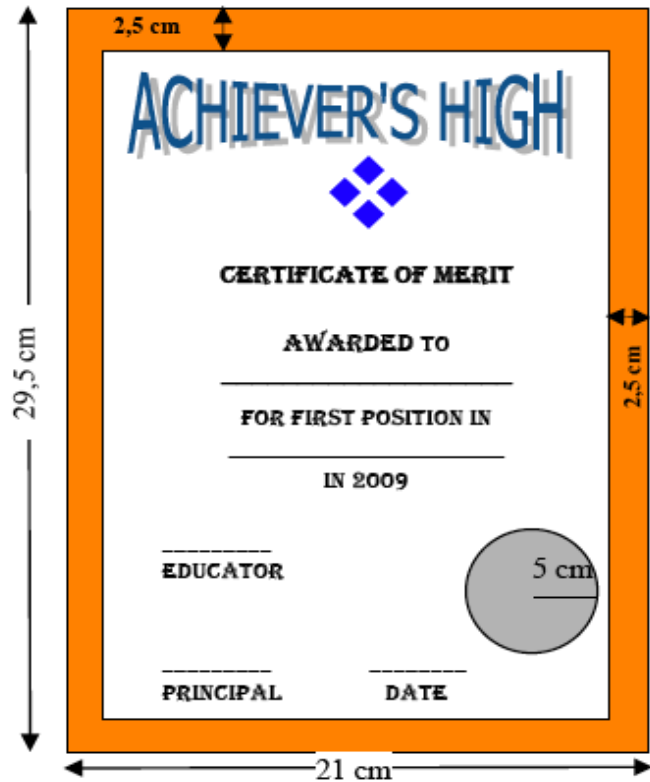 2,5 cm
ACHIEVER'S HIGH
CERTIFICATE OF MERIT
AWARDED TO
29,5 cm
2,5 cm
FOR FIRST POSITION IN
IN 2009
EDUCATOR
5 cm
PRINCIPAL DATE
21 cm